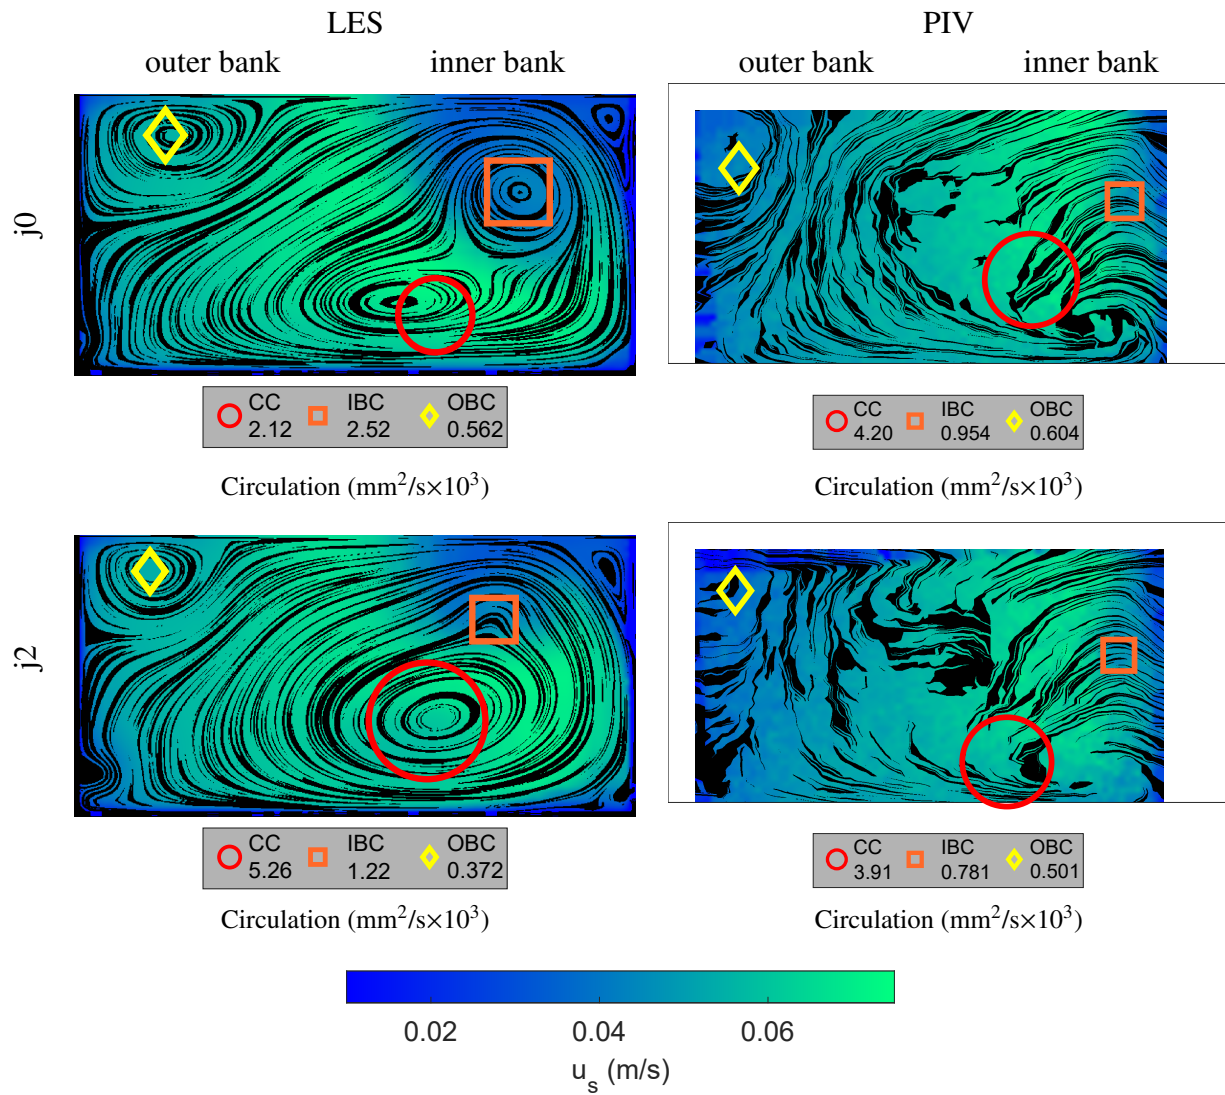 LES PIV
outer bank inner bank outer bank inner bank
j0
CC IBC OBC
2.12 2.52 0.562
CC IBC OBC
4.20 0.954 0.604
Circulation (mm²/s×10³) Circulation (mm²/s×10³)
j2
CC IBC OBC
5.26 1.22 0.372
CC IBC OBC
3.91 0.781 0.501
Circulation (mm²/s×10³) Circulation (mm²/s×10³)
0.02 0.04 0.06
u_s (m/s)